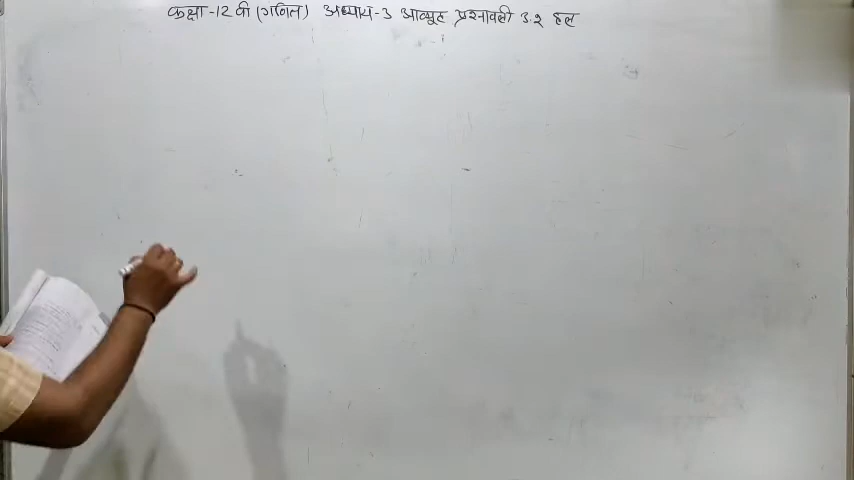 कक्षा -12 वी (गणित) अध्याय -3 आव्यूह प्रश्नावली 3.2 हल